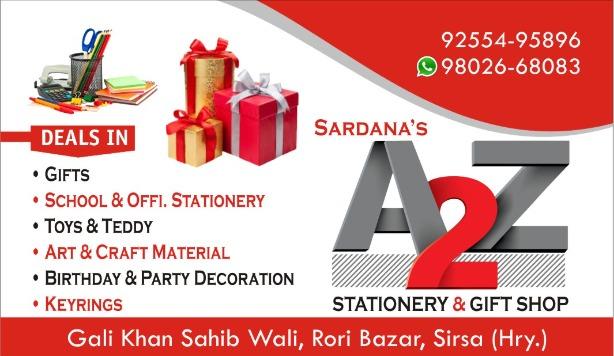 92554-95896
98026-68083
DEALS IN
• GIFTS
• SCHOOL & OFFI. STATIONERY
• TOYS & TEDDY
• ART & CRAFT MATERIAL
• BIRTHDAY & PARTY DECORATION
• KEYRINGS
SARDANA'S
A2Z
STATIONERY & GIFT SHOP
Gali Khan Sahib Wali, Rori Bazar, Sirsa (Hry.)